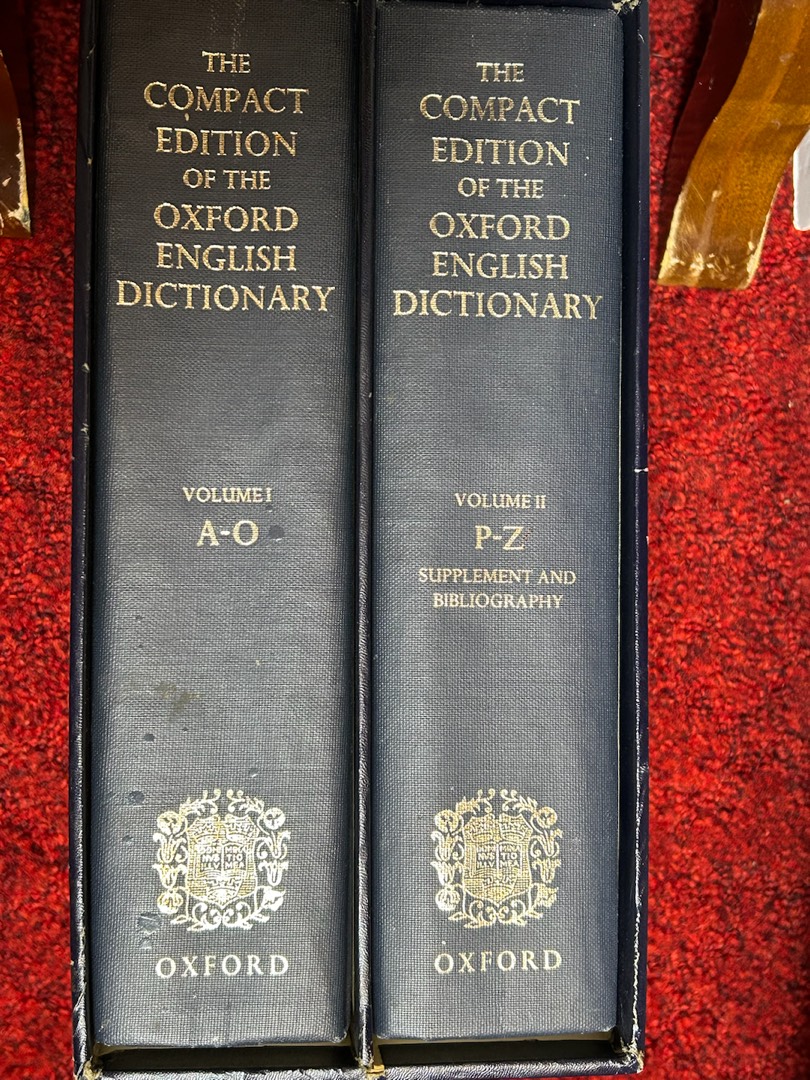 THE
COMPACT
EDITION
OF THE
OXFORD
ENGLISH
DICTIONARY
VOLUME I
A-O
OXFORD
THE
COMPACT
EDITION
OF THE
OXFORD
ENGLISH
DICTIONARY
VOLUME II
P-Z
SUPPLEMENT AND
BIBLIOGRAPHY
OXFORD